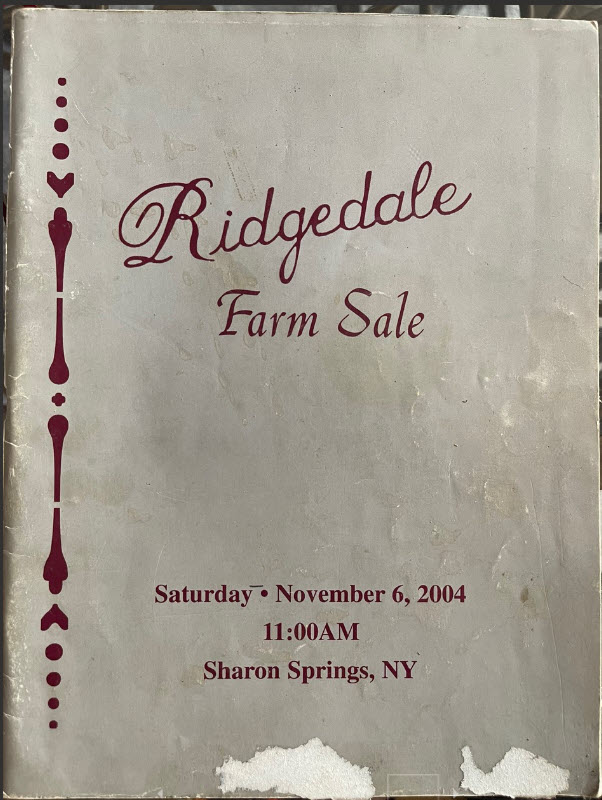 Ridgedale
Farm Sale
Saturday • November 6, 2004
11:00AM
Sharon Springs, NY